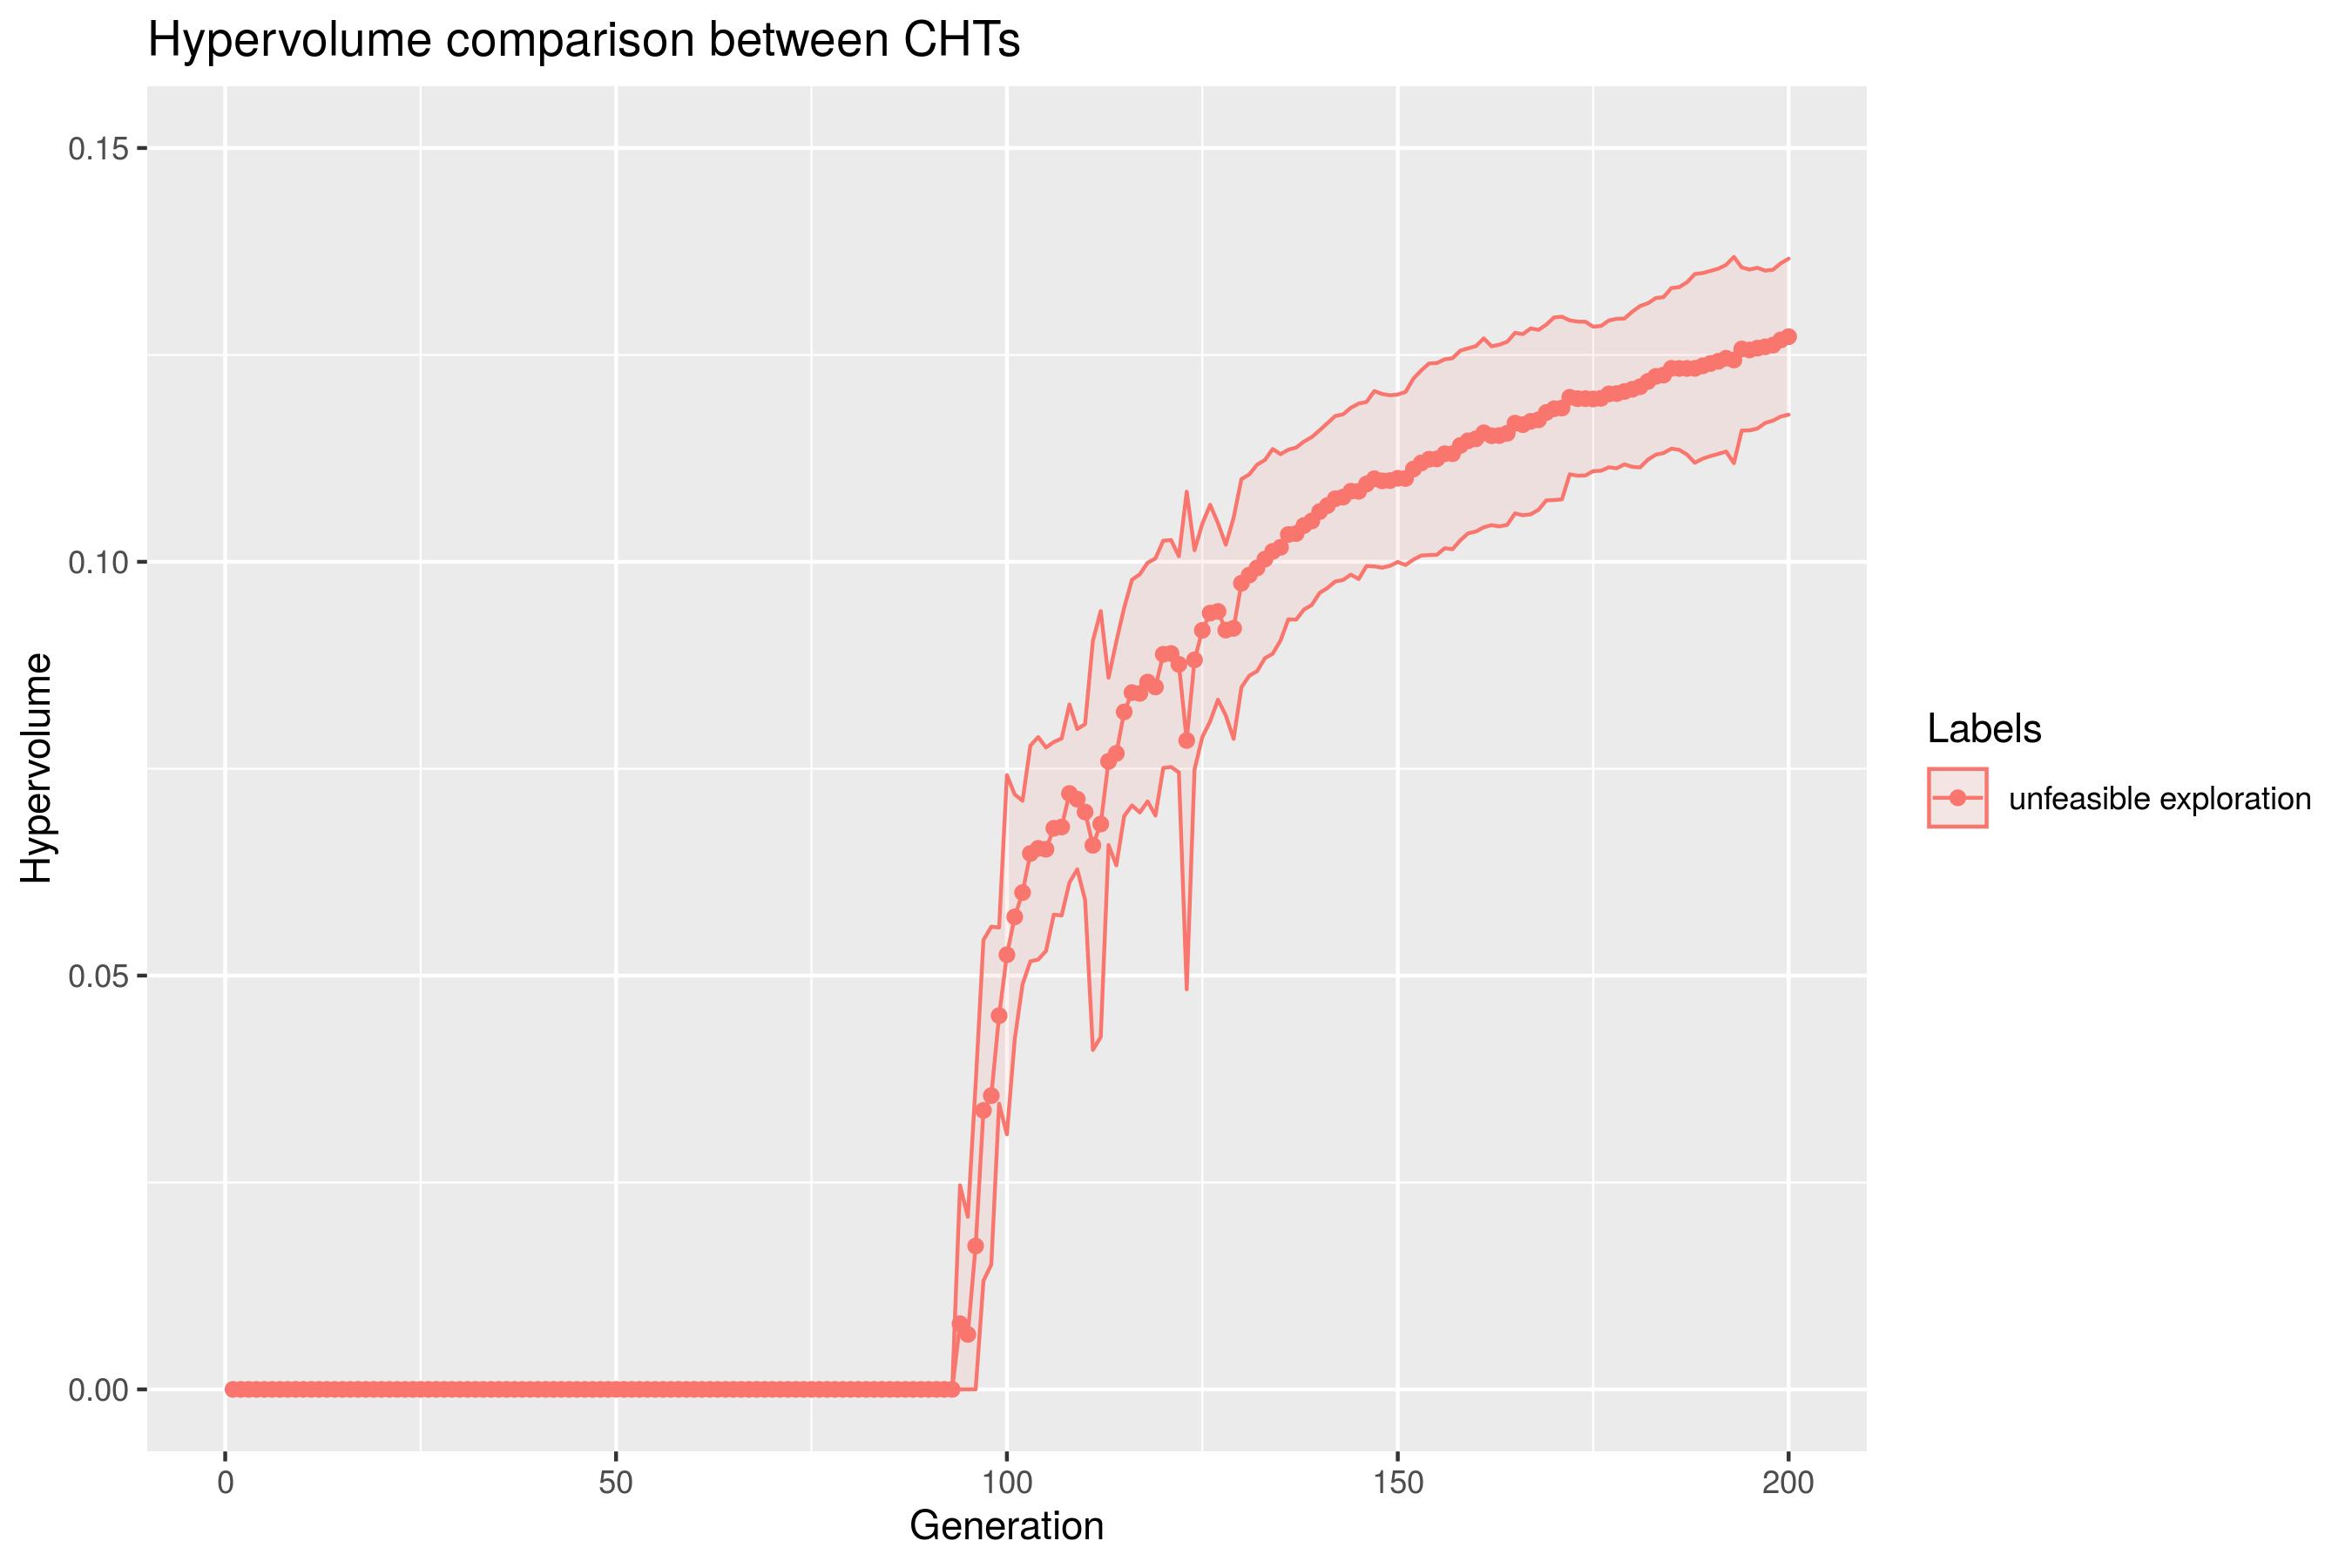 Hypervolume comparison between CHTs
0.15
0.10
0.05
0.00
Hypervolume
0
50
100
150
200
Generation
Labels
unfeasible exploration